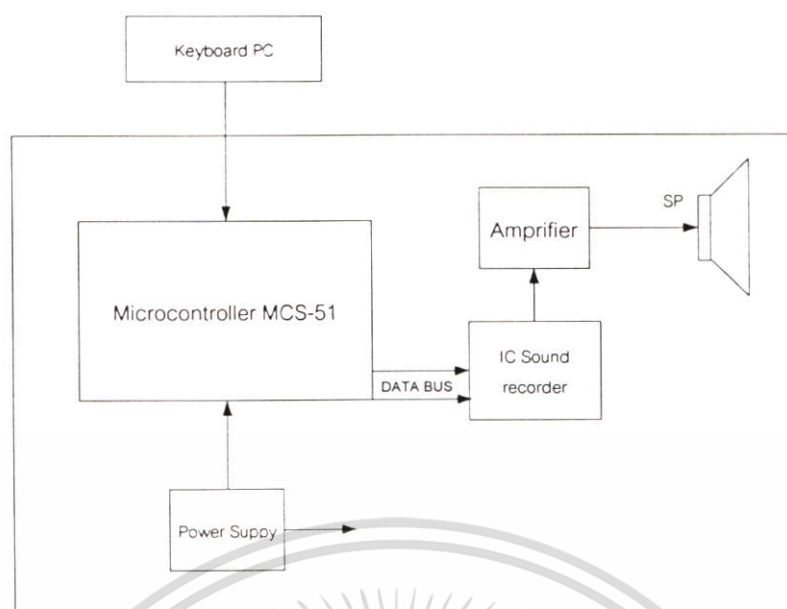 Keyboard PC
SP
Amprifier
Microcontroller MCS-51
IC Sound
recorder
DATA BUS
Power Suppy